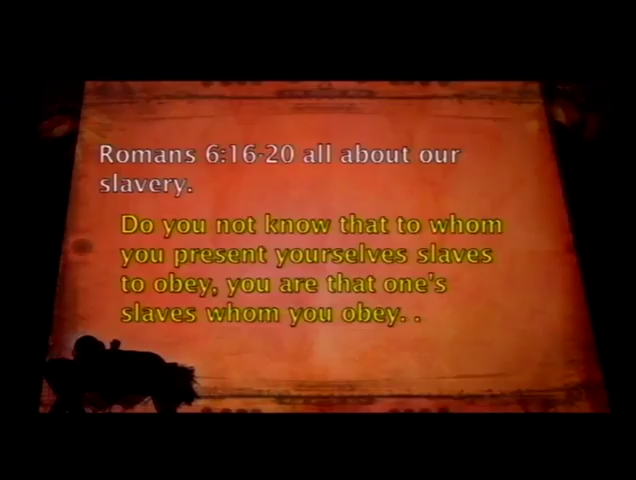 Romans 6:16-20 all about our
slavery.
Do you not know that to whom
you present yourselves slaves
to obey, you are that one's
slaves whom you obey. .